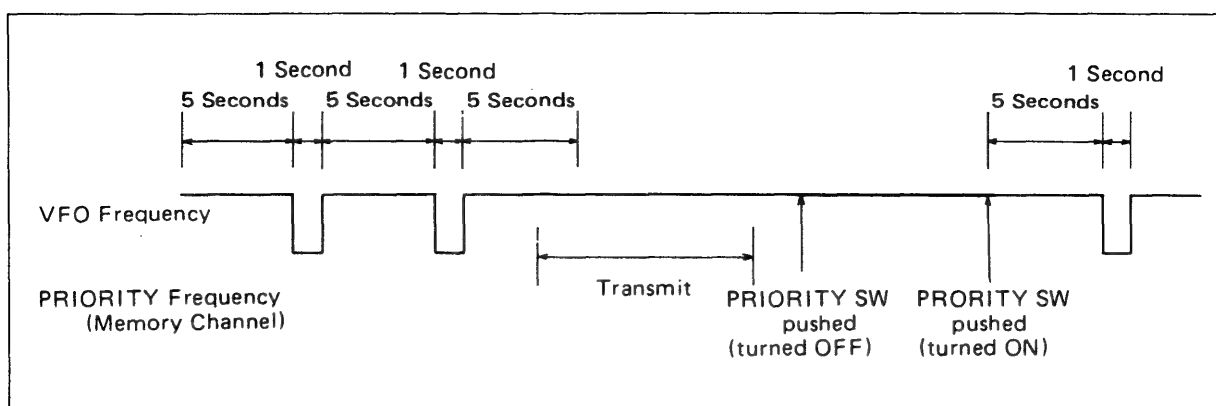 1 Second 1 Second
5 Seconds 5 Seconds 5 Seconds
1 Second
5 Seconds
VFO Frequency
PRIORITY Frequency
(Memory Channel)
Transmit
PRIORITY SW
pushed
(turned OFF)
PRORITY SW
pushed
(turned ON)